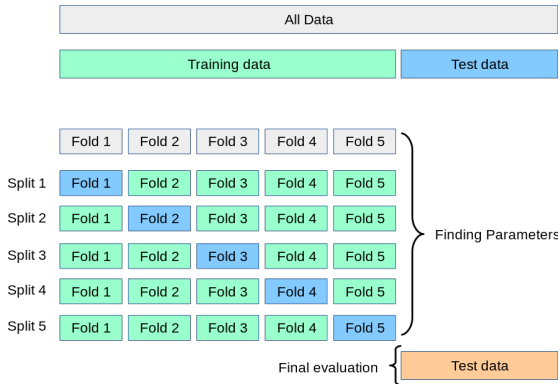 All Data
Training data Test data
Fold 1 Fold 2 Fold 3 Fold 4 Fold 5
Split 1 Fold 1 Fold 2 Fold 3 Fold 4 Fold 5
Split 2 Fold 1 Fold 2 Fold 3 Fold 4 Fold 5
Finding Parameters
Split 3 Fold 1 Fold 2 Fold 3 Fold 4 Fold 5
Split 4 Fold 1 Fold 2 Fold 3 Fold 4 Fold 5
Split 5 Fold 1 Fold 2 Fold 3 Fold 4 Fold 5
Final evaluation Test data